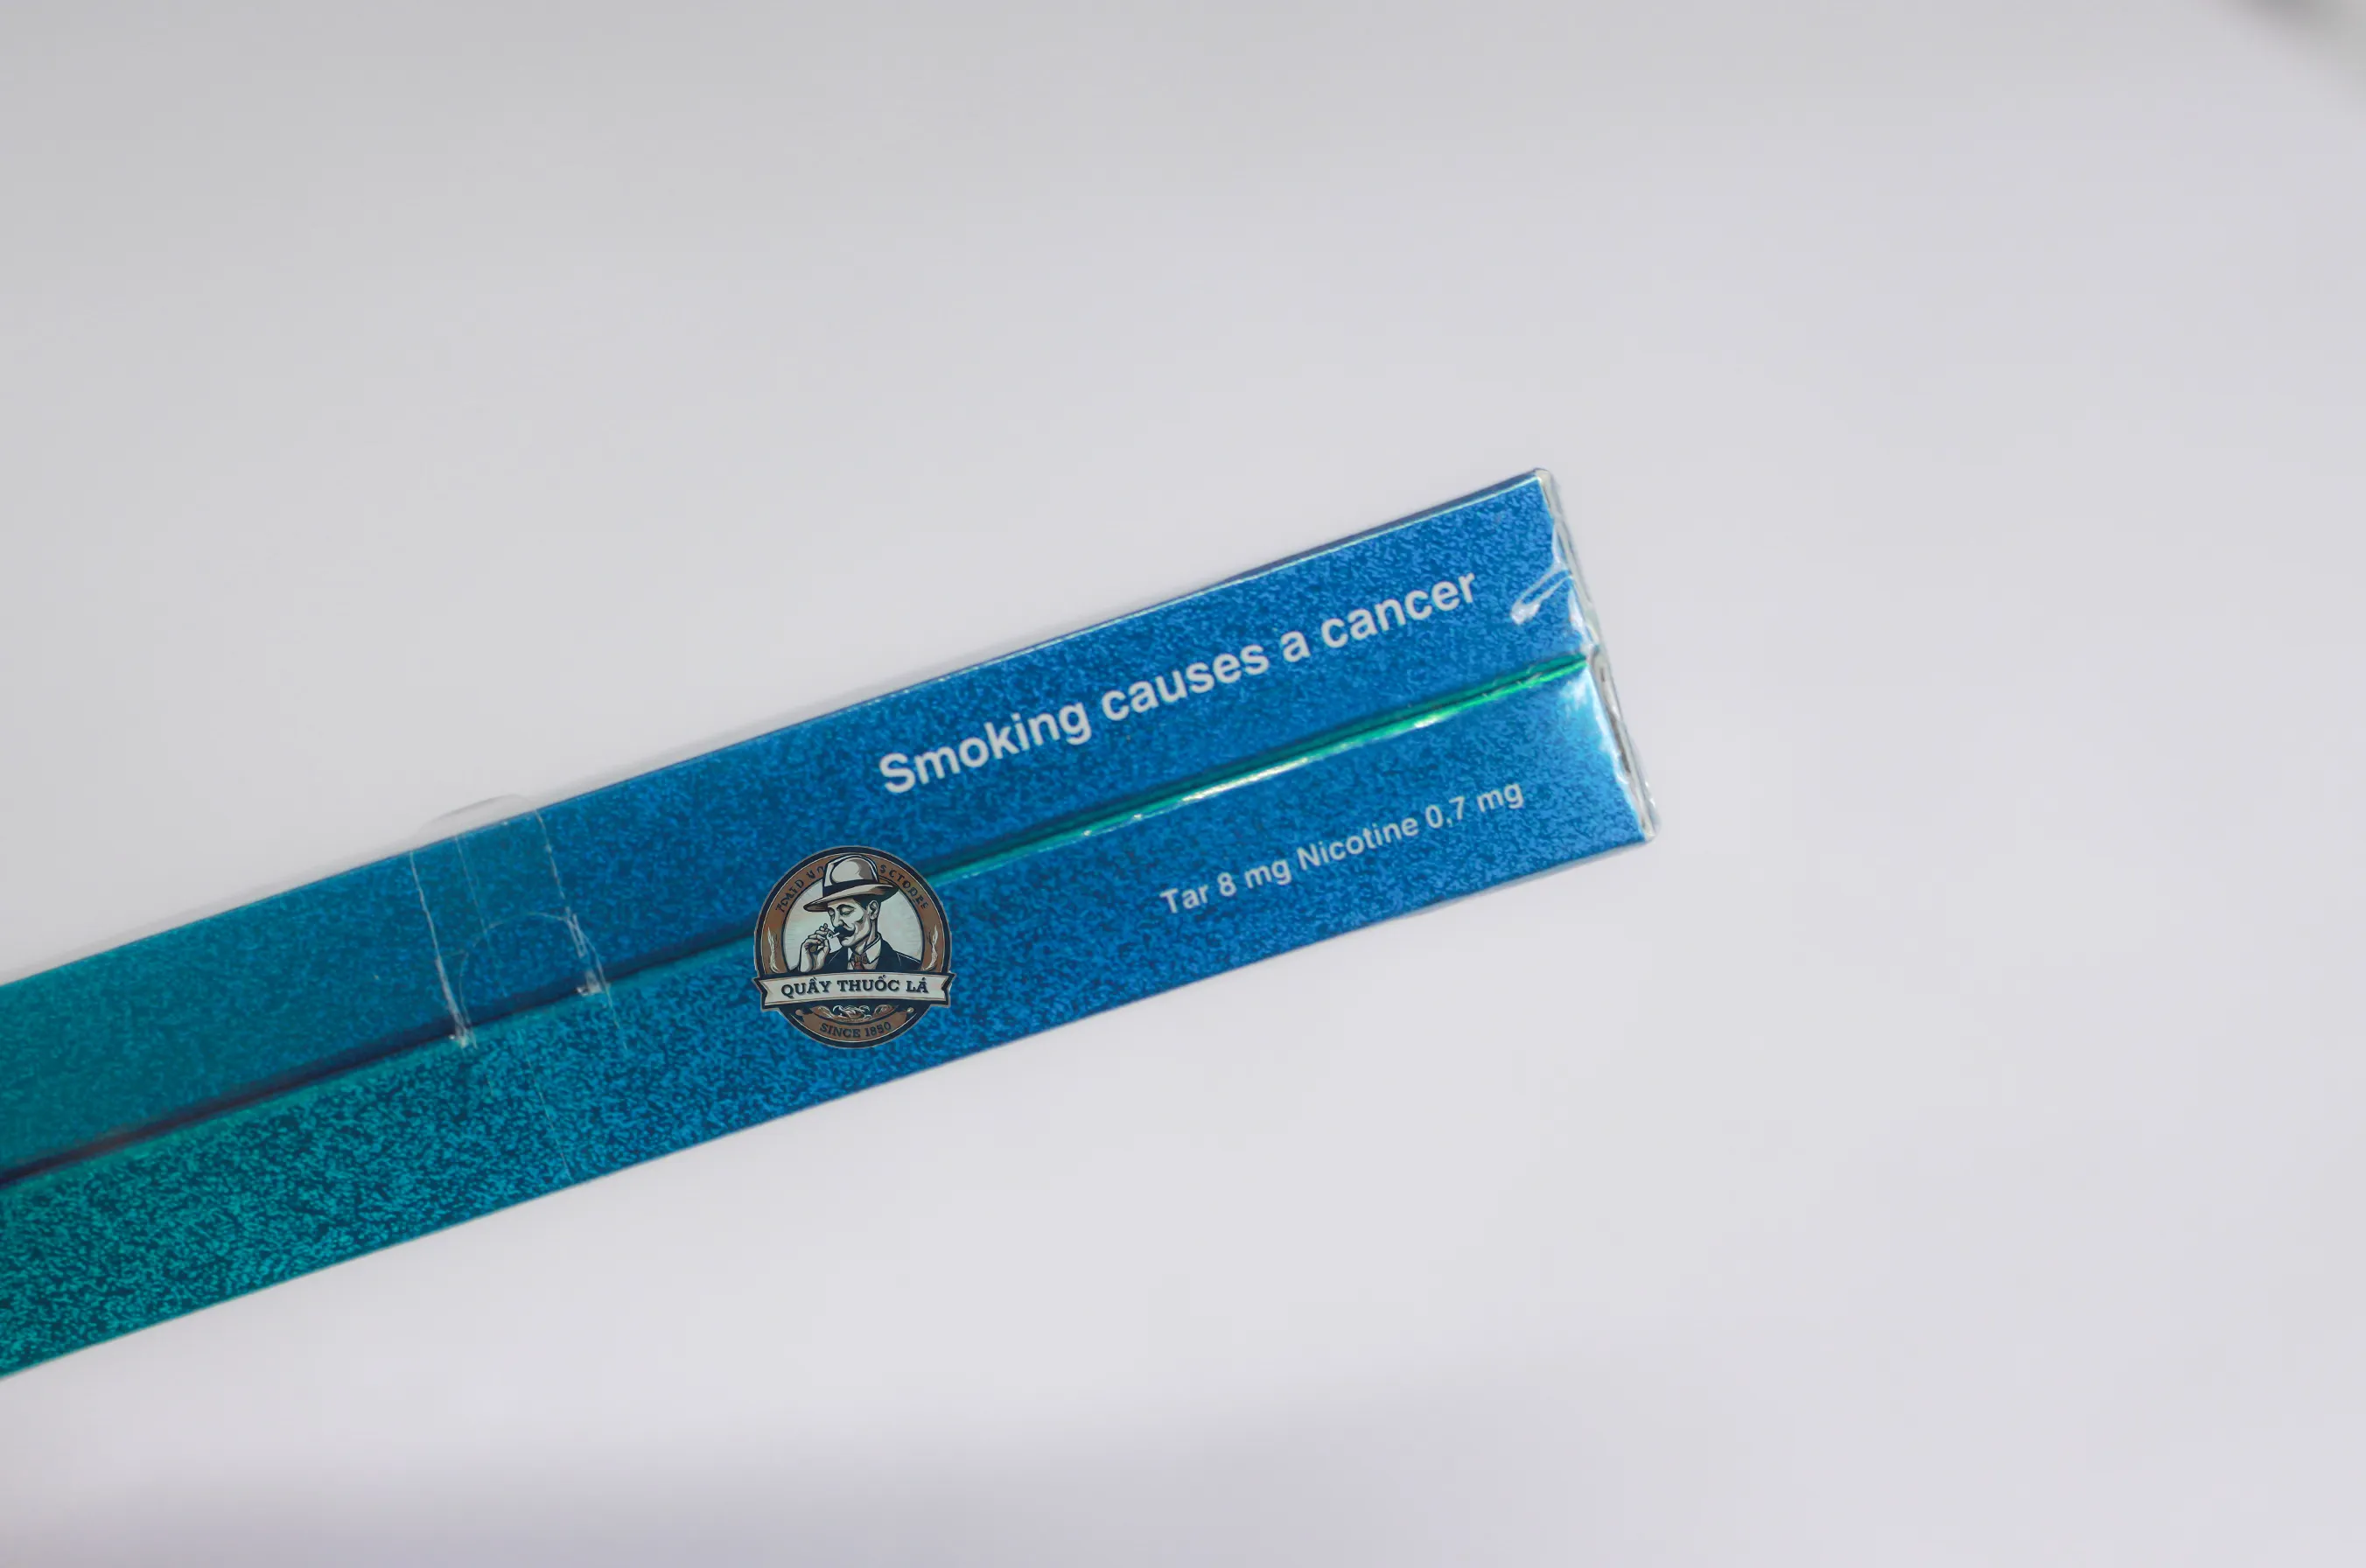 Smoking causes a cancer
Tar 8 mg Nicotine 0,7 mg
QUẦY THUỐC LÁ
SINCE 1850